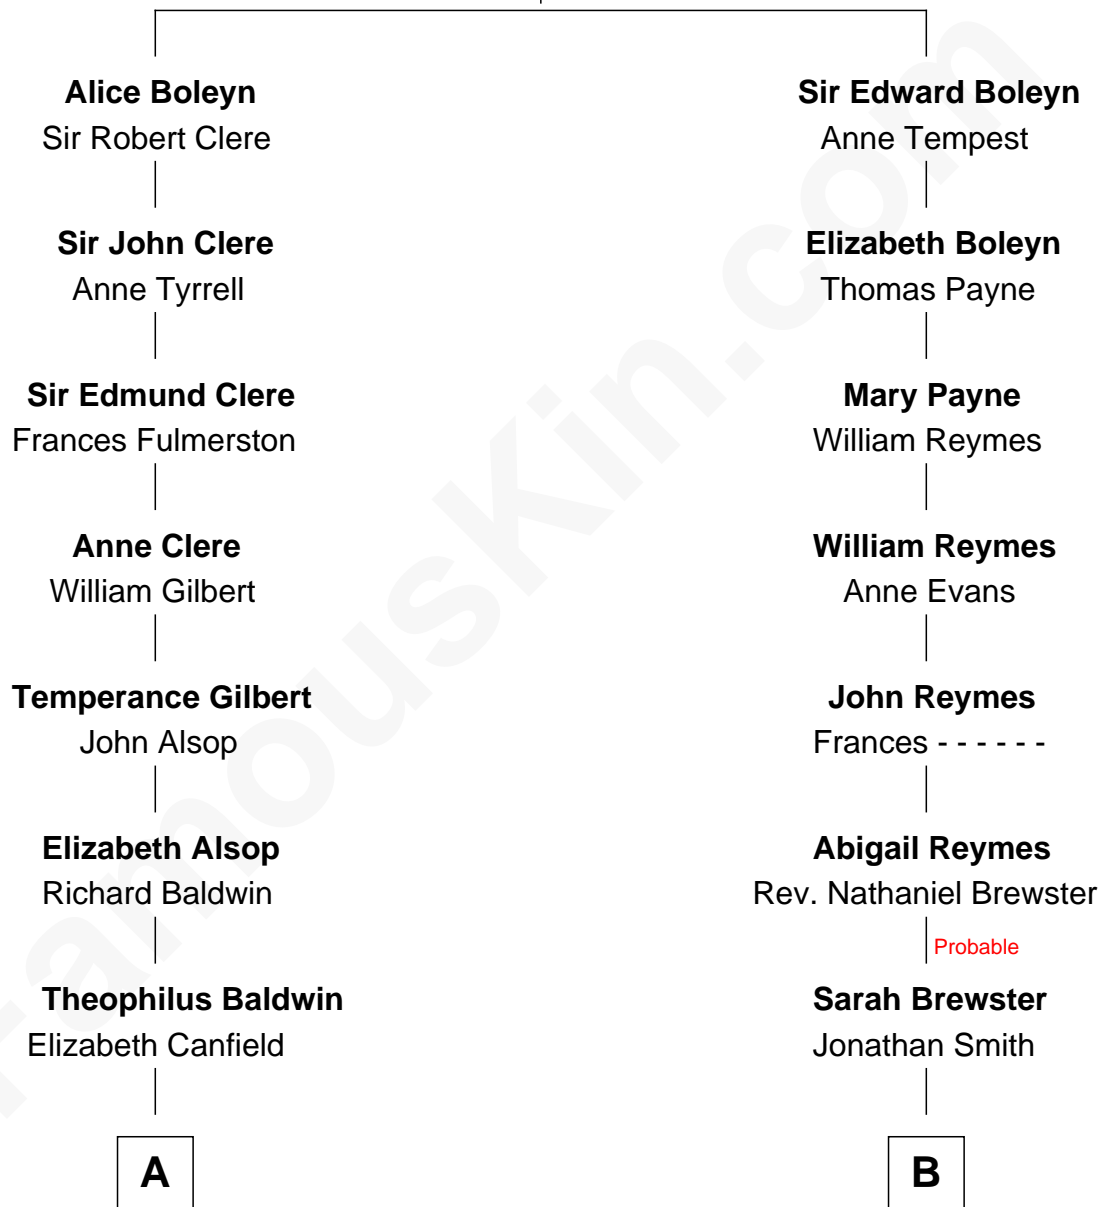 Alice Boleyn
Sir Robert Clere
Sir Edward Boleyn
Anne Tempest
Sir John Clere
Anne Tyrrell
Elizabeth Boleyn
Thomas Payne
Sir Edmund Clere
Frances Fulmerston
Mary Payne
William Reymes
Anne Clere
William Gilbert
William Reymes
Anne Evans
Temperance Gilbert
John Alsop
John Reymes
Frances - - - - - -
Elizabeth Alsop
Richard Baldwin
Abigail Reymes
Rev. Nathaniel Brewster
Probable
Theophilus Baldwin
Elizabeth Canfield
Sarah Brewster
Jonathan Smith
A
B
FamousKin.com